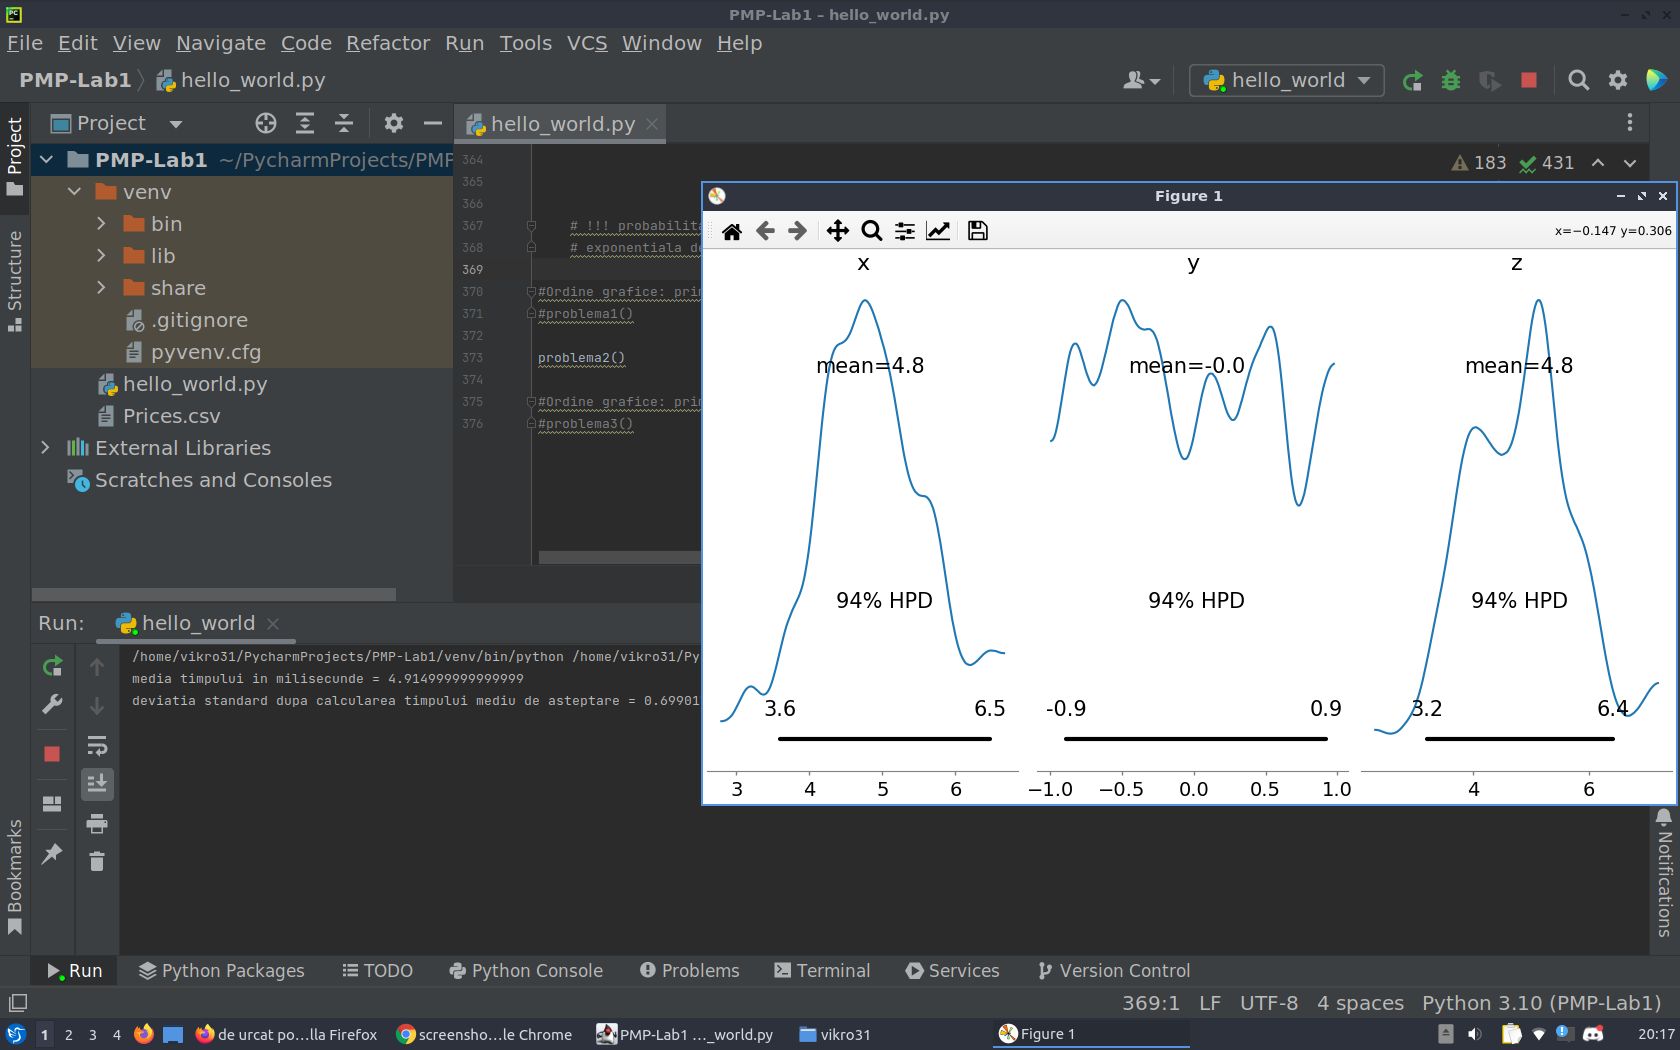 PMP-Lab1 – hello_world.py
File Edit View Navigate Code Refactor Run Tools VCS Window Help
PMP-Lab1 hello_world.py
hello_world
Project
hello_world.py
Project
Structure
Bookmarks
Notifications
PMP-Lab1 ~/PycharmProjects/PMP
venv
bin
lib
share
.gitignore
pyvenv.cfg
hello_world.py
Prices.csv
External Libraries
Scratches and Consoles
183 431
364
365
366
367 # !!! probabilita
368 # exponentiala de
369
370 #Ordine grafice: prin
371 #problema1()
372
373 problema2()
374
375 #Ordine grafice: prin
376 #problema3()
Figure 1
x=−0.147 y=0.306
x y z
mean=4.8 mean=-0.0 mean=4.8
94% HPD 94% HPD 94% HPD
3.6 6.5 -0.9 0.9 3.2 6.4
3 4 5 6 −1.0 −0.5 0.0 0.5 1.0 4 6
Run: hello_world
/home/vikro31/PycharmProjects/PMP-Lab1/venv/bin/python /home/vikro31/Py
media timpului in milisecunde = 4.914999999999999
deviatia standard dupa calcularea timpului mediu de asteptare = 0.69901
Run Python Packages TODO Python Console Problems Terminal Services Version Control
369:1 LF UTF-8 4 spaces Python 3.10 (PMP-Lab1)
1 2 3 4 de urcat po...lla Firefox screensho...le Chrome PMP-Lab1 ..._world.py vikro31 Figure 1 20:17